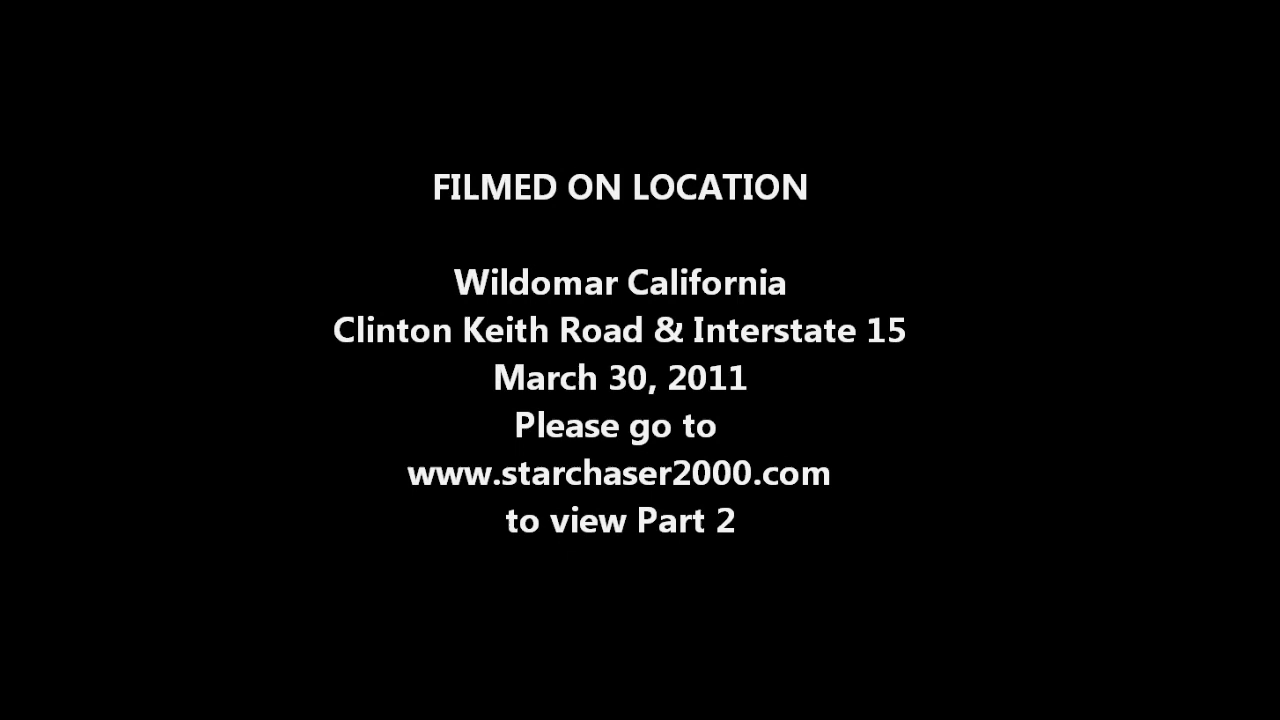 FILMED ON LOCATION
Wildomar California
Clinton Keith Road & Interstate 15
March 30, 2011
Please go to
www.starchaser2000.com
to view Part 2